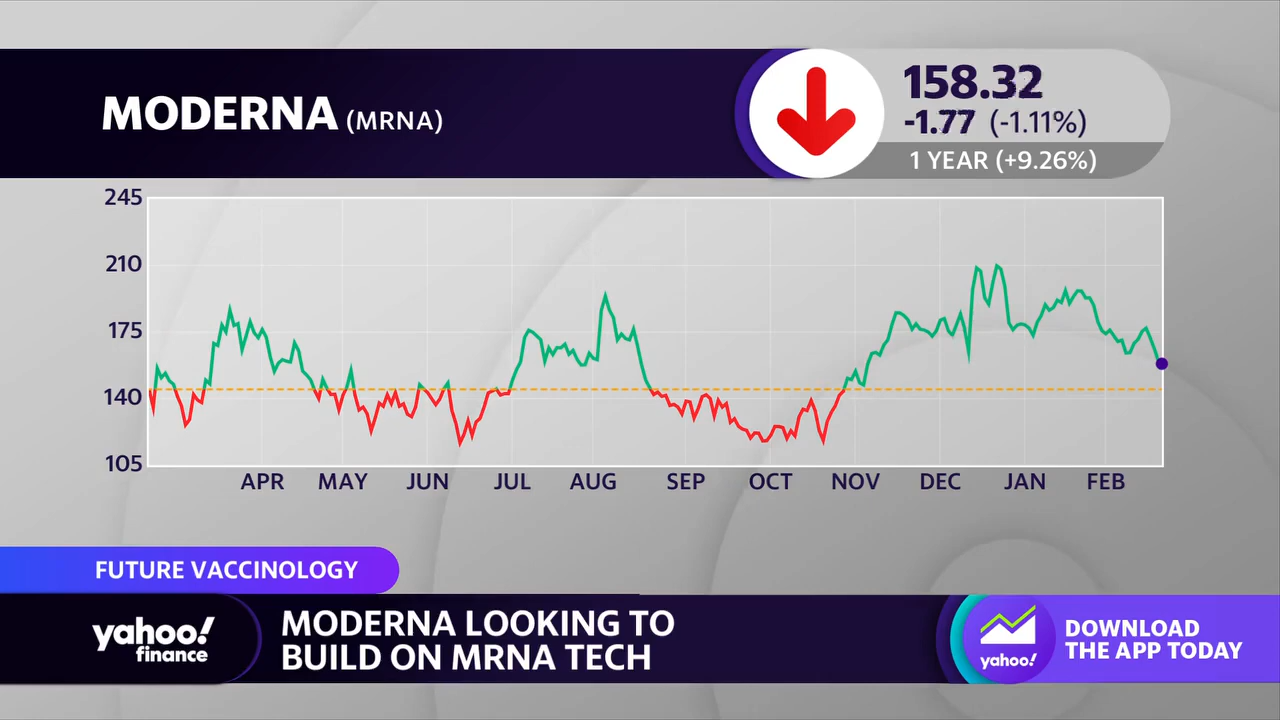 MODERNA (MRNA)
158.32
-1.77 (-1.11%)
1 YEAR (+9.26%)
245
210
175
140
105
APR MAY JUN JUL AUG SEP OCT NOV DEC JAN FEB
FUTURE VACCINOLOGY
yahoo!
finance
MODERNA LOOKING TO
BUILD ON MRNA TECH
yahoo!
DOWNLOAD
THE APP TODAY